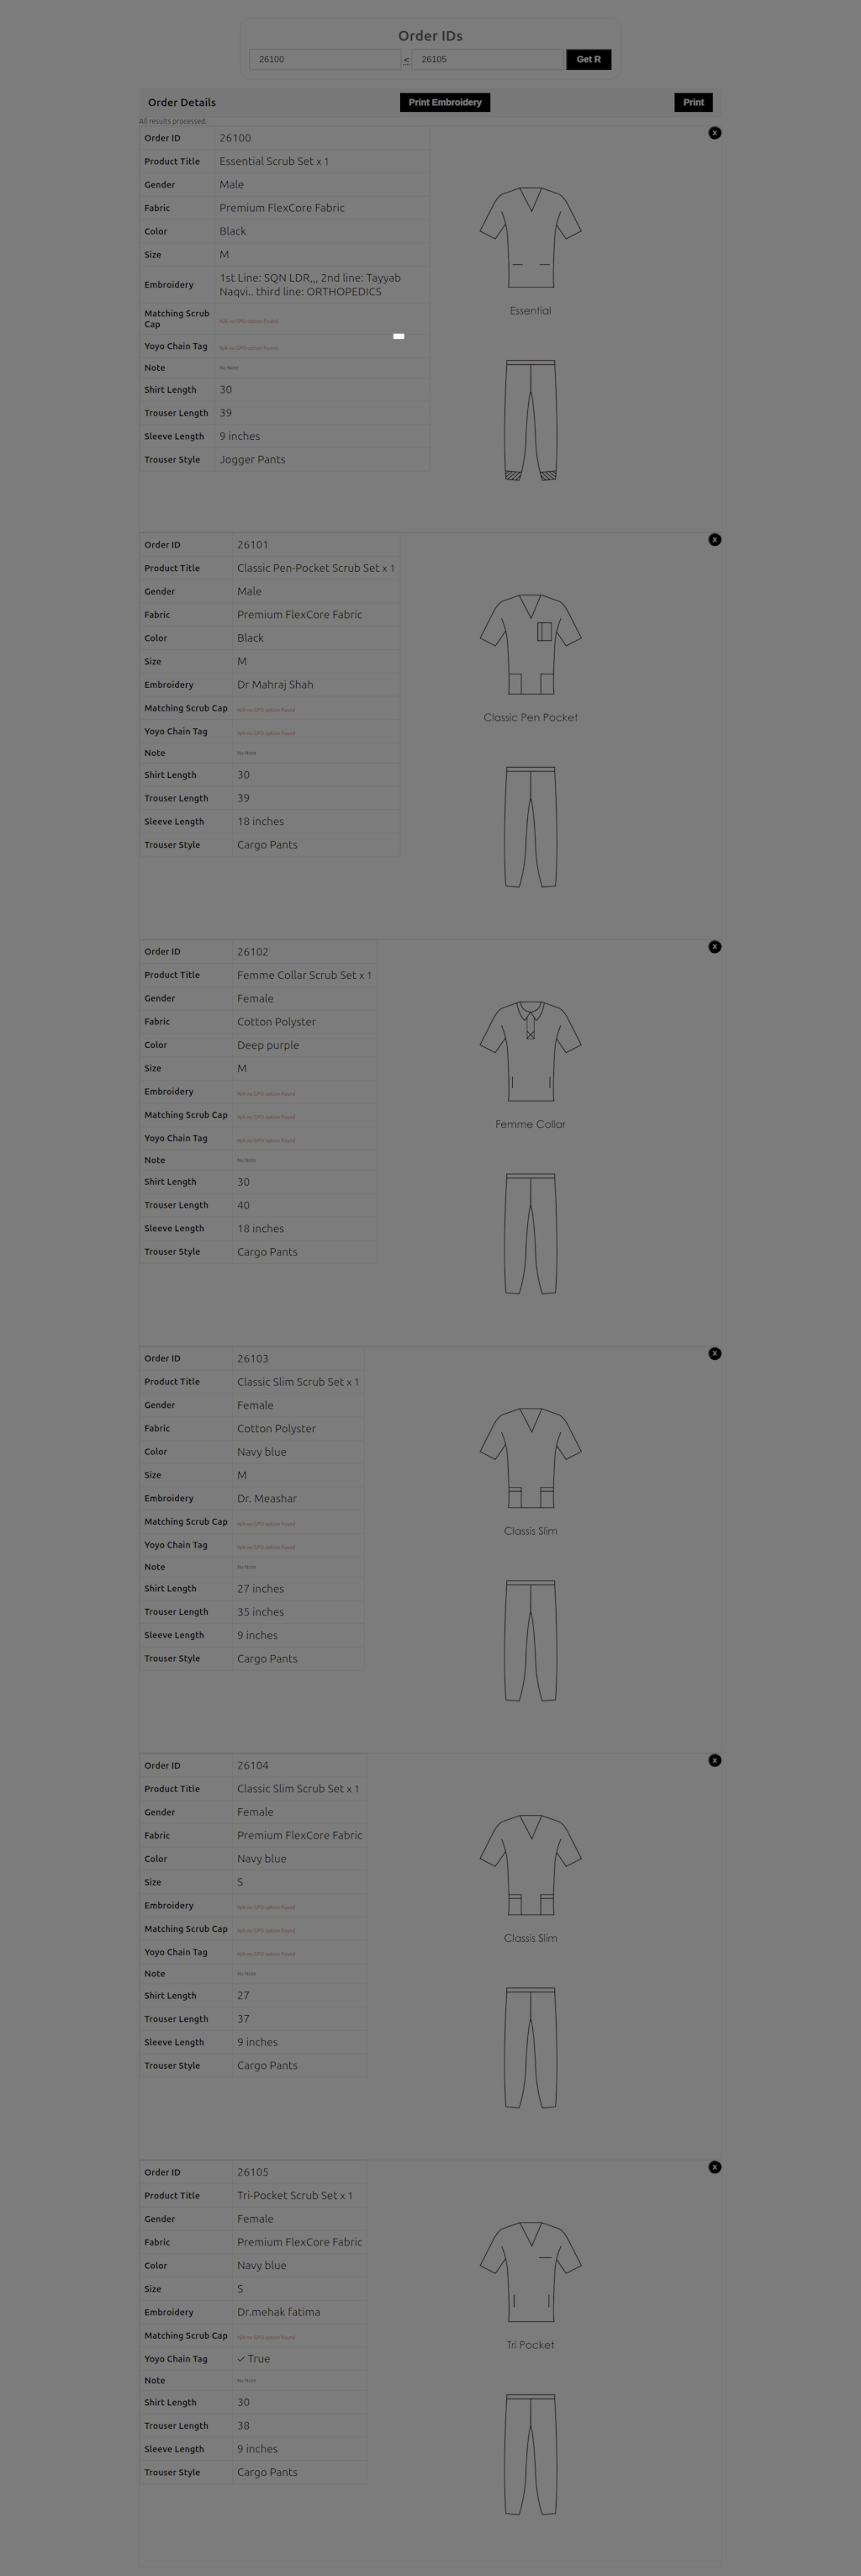 Order IDs
26100 < 26105 Get R
Order Details Print Embroidery Print
All results processed.
Order ID 26100
Product Title Essential Scrub Set x 1
Gender Male
Fabric Premium FlexCore Fabric
Color Black
Size M
Embroidery 1st Line: SQN LDR,,, 2nd line: Tayyab
Naqvi.. third line: ORTHOPEDICS
Matching Scrub
Cap N/A no GPO option Found
Yoyo Chain Tag N/A no GPO option Found
Note No Note
Shirt Length 30
Trouser Length 39
Sleeve Length 9 inches
Trouser Style Jogger Pants
x
Essential
Order ID 26101
Product Title Classic Pen-Pocket Scrub Set x 1
Gender Male
Fabric Premium FlexCore Fabric
Color Black
Size M
Embroidery Dr Mahraj Shah
Matching Scrub Cap N/A no GPO option Found
Yoyo Chain Tag N/A no GPO option Found
Note No Note
Shirt Length 30
Trouser Length 39
Sleeve Length 18 inches
Trouser Style Cargo Pants
x
Classic Pen Pocket
Order ID 26102
Product Title Femme Collar Scrub Set x 1
Gender Female
Fabric Cotton Polyster
Color Deep purple
Size M
Embroidery N/A no GPO option Found
Matching Scrub Cap N/A no GPO option Found
Yoyo Chain Tag N/A no GPO option Found
Note No Note
Shirt Length 30
Trouser Length 40
Sleeve Length 18 inches
Trouser Style Cargo Pants
x
Femme Collar
Order ID 26103
Product Title Classic Slim Scrub Set x 1
Gender Female
Fabric Cotton Polyster
Color Navy blue
Size M
Embroidery Dr. Meashar
Matching Scrub Cap N/A no GPO option Found
Yoyo Chain Tag N/A no GPO option Found
Note No Note
Shirt Length 27 inches
Trouser Length 35 inches
Sleeve Length 9 inches
Trouser Style Cargo Pants
x
Classis Slim
Order ID 26104
Product Title Classic Slim Scrub Set x 1
Gender Female
Fabric Premium FlexCore Fabric
Color Navy blue
Size S
Embroidery N/A no GPO option Found
Matching Scrub Cap N/A no GPO option Found
Yoyo Chain Tag N/A no GPO option Found
Note No Note
Shirt Length 27
Trouser Length 37
Sleeve Length 9 inches
Trouser Style Cargo Pants
x
Classis Slim
Order ID 26105
Product Title Tri-Pocket Scrub Set x 1
Gender Female
Fabric Premium FlexCore Fabric
Color Navy blue
Size S
Embroidery Dr.mehak fatima
Matching Scrub Cap N/A no GPO option Found
Yoyo Chain Tag ✓ True
Note No Note
Shirt Length 30
Trouser Length 38
Sleeve Length 9 inches
Trouser Style Cargo Pants
x
Tri Pocket